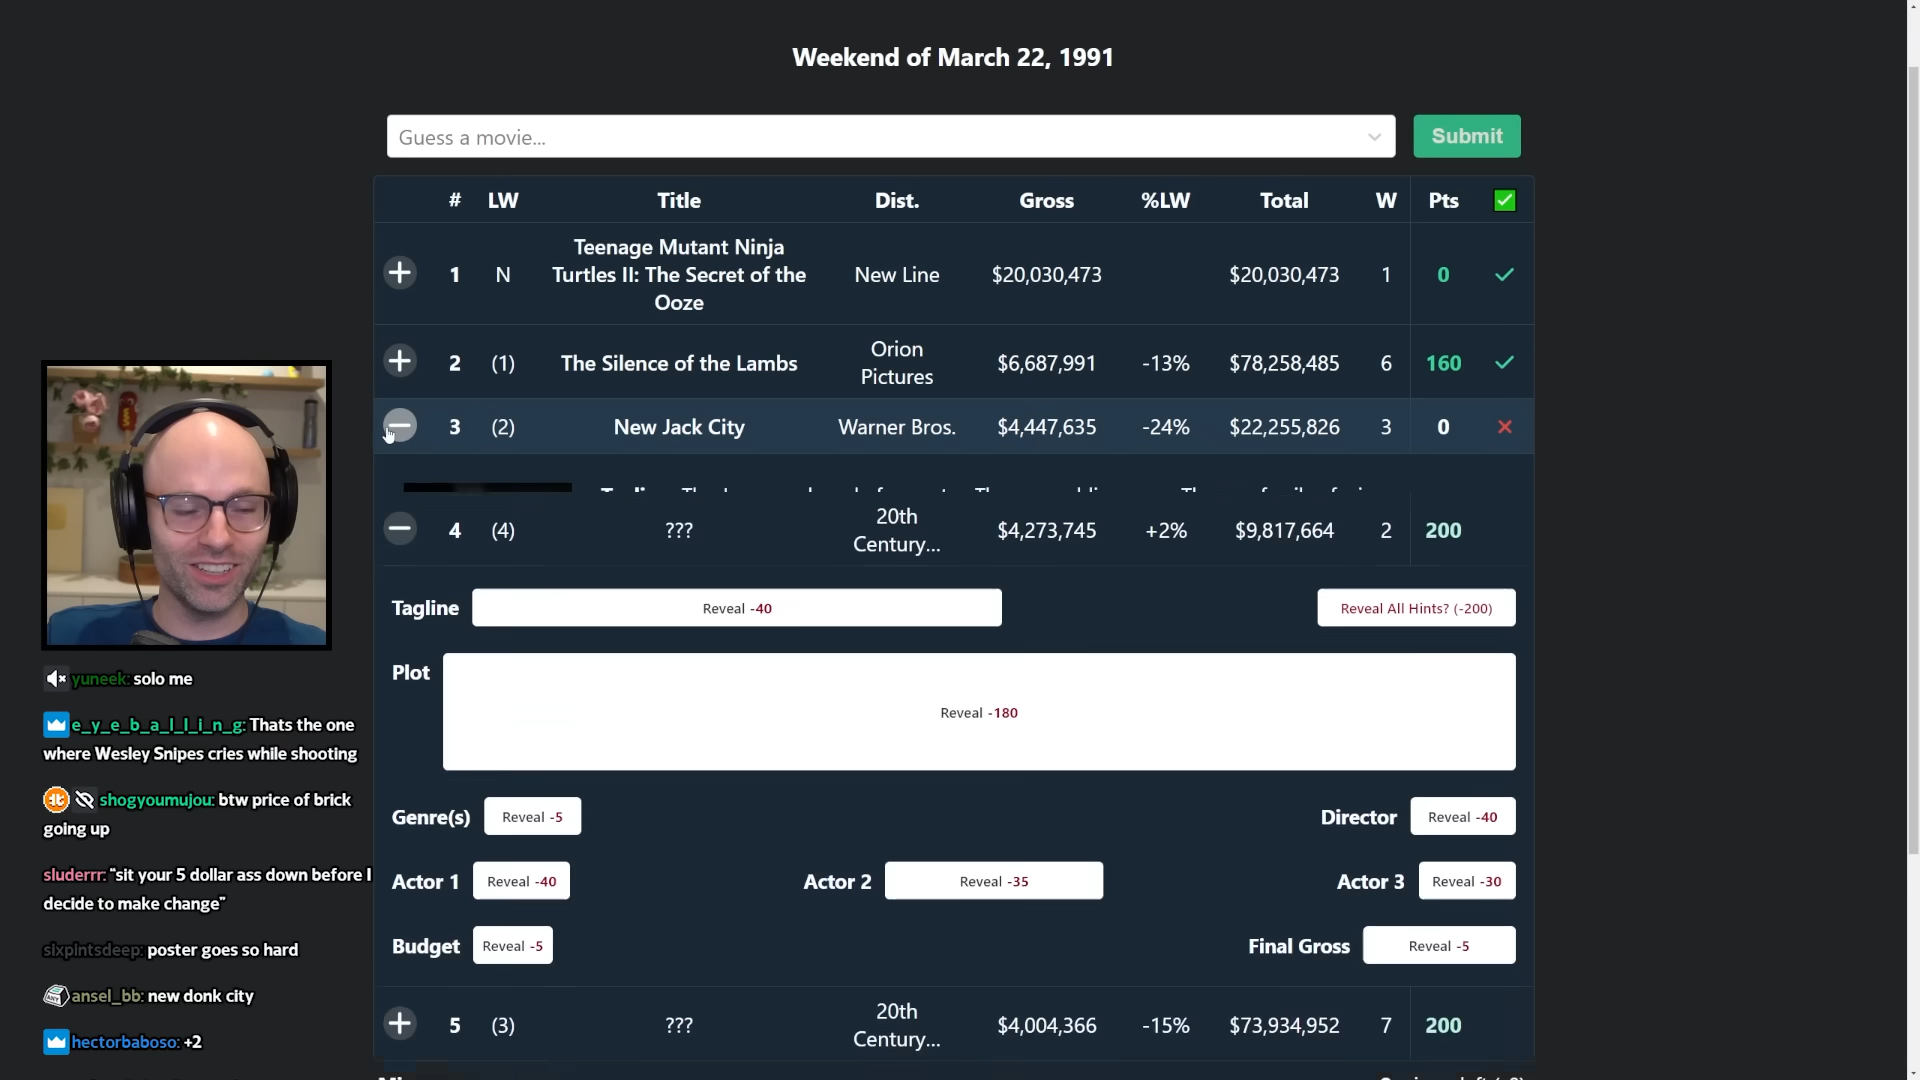 Weekend of March 22, 1991
Guess a movie...
Submit
# LW Title Dist. Gross %LW Total W Pts
1 N Teenage Mutant Ninja Turtles II: The Secret of the Ooze New Line $20,030,473 $20,030,473 1 0
2 (1) The Silence of the Lambs Orion Pictures $6,687,991 -13% $78,258,485 6 160
3 (2) New Jack City Warner Bros. $4,447,635 -24% $22,255,826 3 0
4 (4) ??? 20th Century... $4,273,745 +2% $9,817,664 2 200
Tagline Reveal -40 Reveal All Hints? (-200)
Plot Reveal -180
Genre(s) Reveal -5 Director Reveal -40
Actor 1 Reveal -40 Actor 2 Reveal -35 Actor 3 Reveal -30
Budget Reveal -5 Final Gross Reveal -5
5 (3) ??? 20th Century... $4,004,366 -15% $73,934,952 7 200
yuneek: solo me
e_y_e_b_a_l_l_i_n_g: Thats the one
where Wesley Snipes cries while shooting
shogyoumujou: btw price of brick
going up
sluderrr: "sit your 5 dollar ass down before I
decide to make change"
sixpintsdeep: poster goes so hard
ansel_bb: new donk city
hectorbaboso: +2